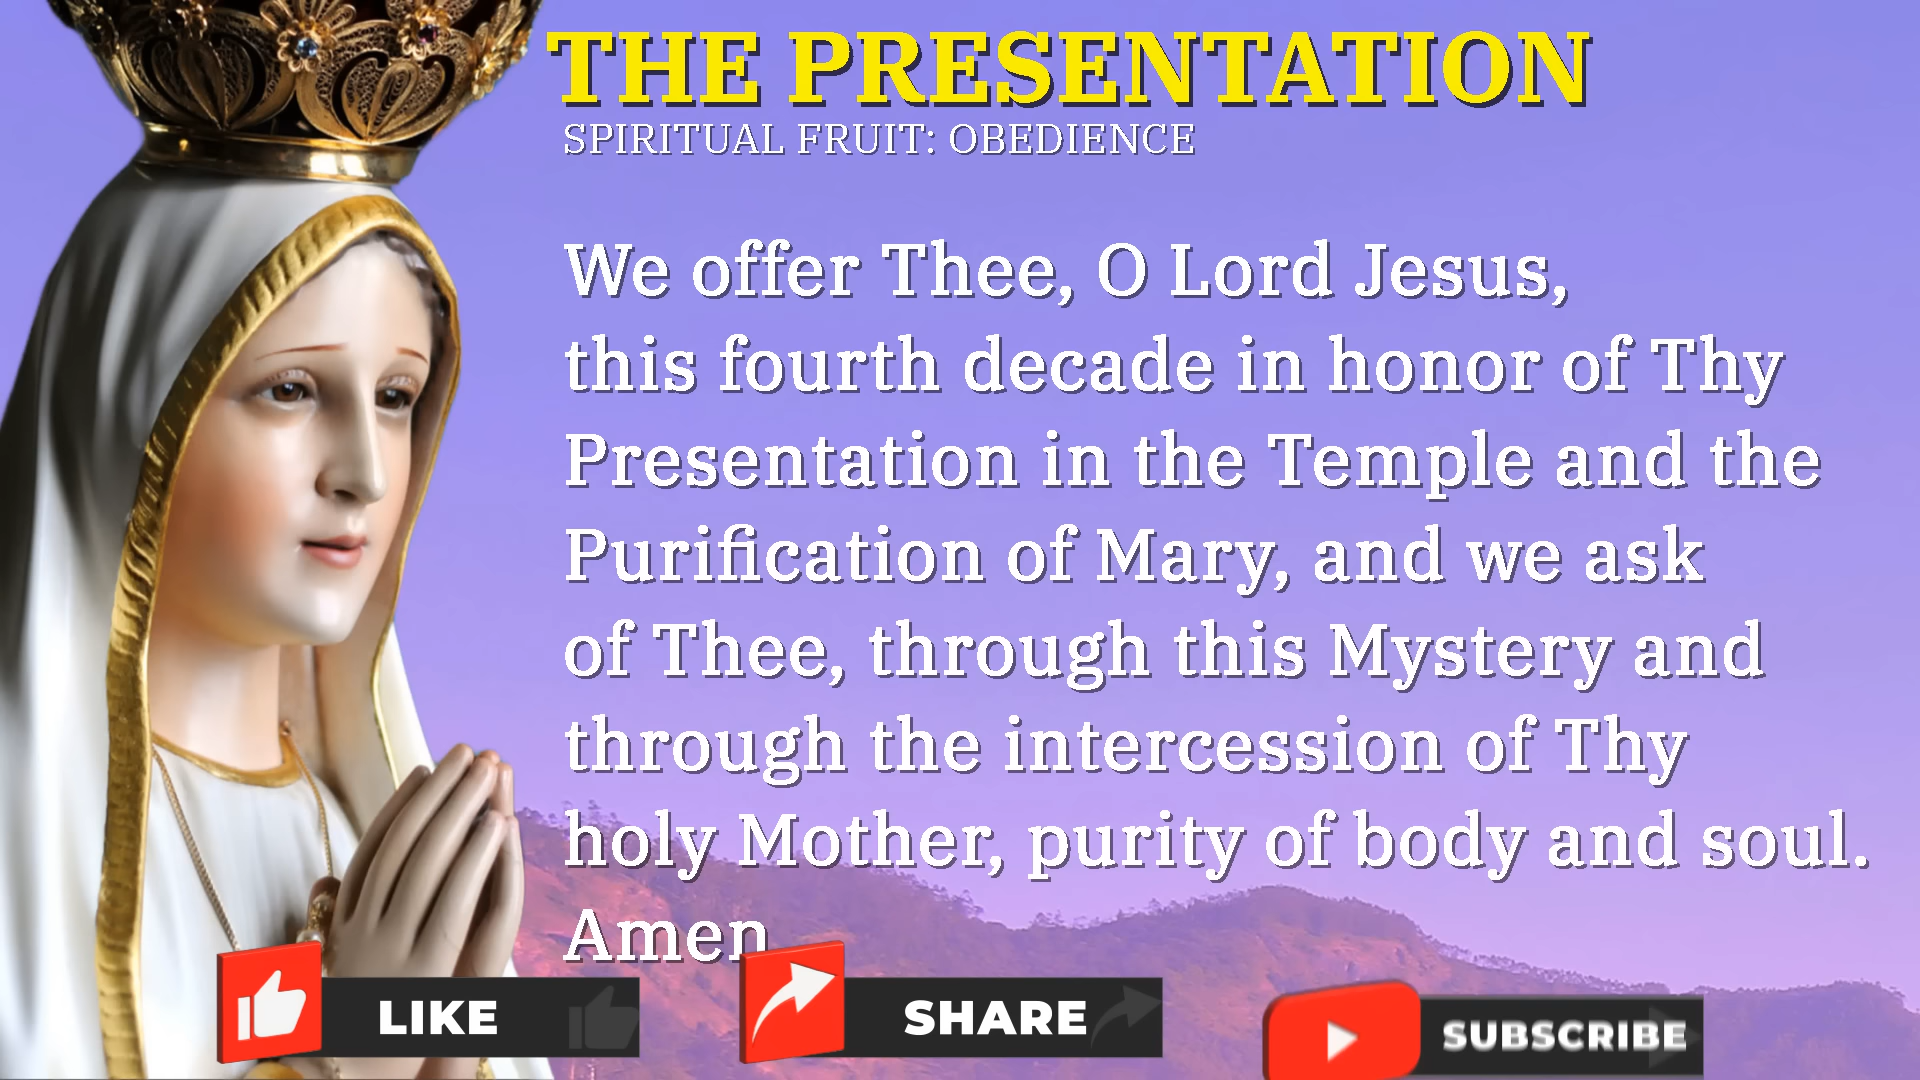 THE PRESENTATION
SPIRITUAL FRUIT: OBEDIENCE
We offer Thee, O Lord Jesus,
this fourth decade in honor of Thy
Presentation in the Temple and the
Purification of Mary, and we ask
of Thee, through this Mystery and
through the intercession of Thy
holy Mother, purity of body and soul.
Amen
LIKE
SHARE
SUBSCRIBE